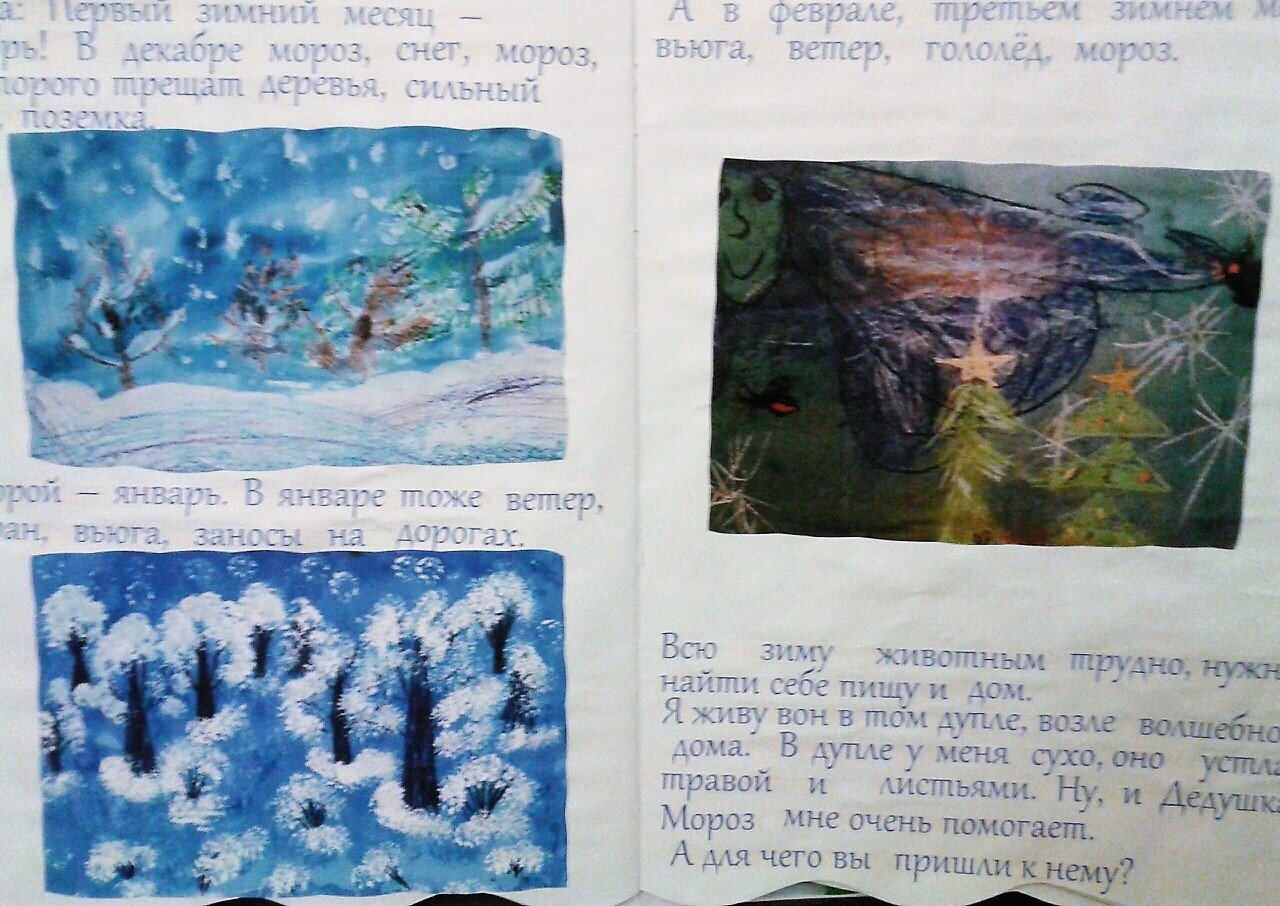 а: Первый зимний месяц –
рь! В декабре мороз, снег, мороз,
торого трещат деревья, сильный
поземка.
орой – январь. В январе тоже ветер,
ран, вьюга, заносы на дорогах.
А в феврале, третьем зимнем м
вьюга, ветер, гололёд, мороз.
Всю зиму животным трудно, нужн
найти себе пищу и дом.
Я живу вон в том дупле, возле волшебно
дома. В дупле у меня сухо, оно устла
травой и листьями. Ну, и Дедушк
Мороз мне очень помогает.
А для чего вы пришли к нему?